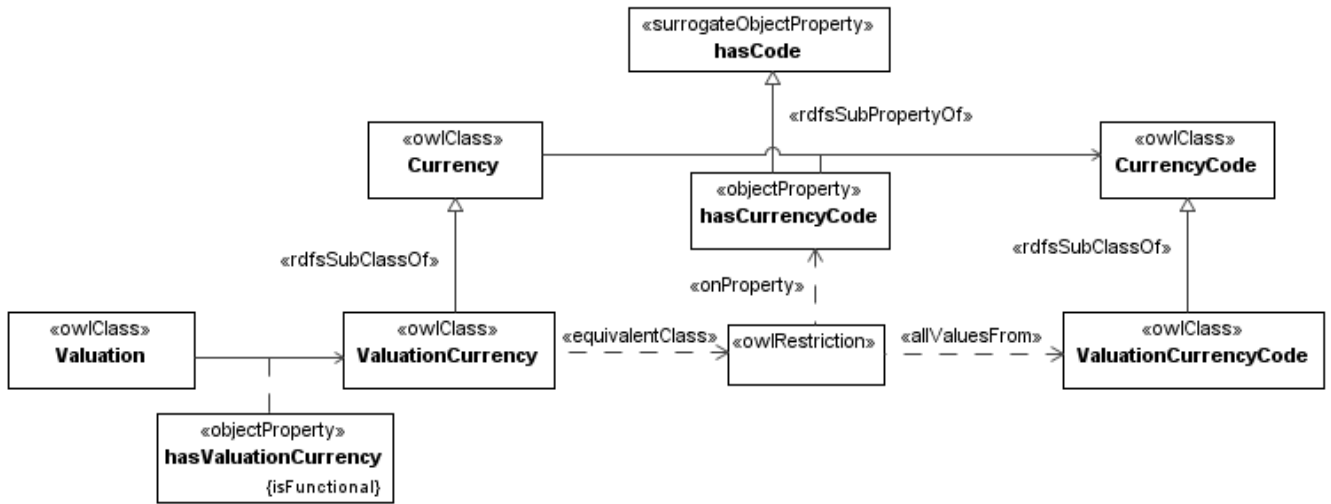 «surrogateObjectProperty»
hasCode
«rdfsSubPropertyOf»
«owlClass»
Currency
«owlClass»
CurrencyCode
«objectProperty»
hasCurrencyCode
«rdfsSubClassOf»
«rdfsSubClassOf»
«onProperty»
«owlClass»
Valuation
«owlClass»
ValuationCurrency
«equivalentClass»
«owlRestriction»
«allValuesFrom»
«owlClass»
ValuationCurrencyCode
«objectProperty»
hasValuationCurrency
{isFunctional}